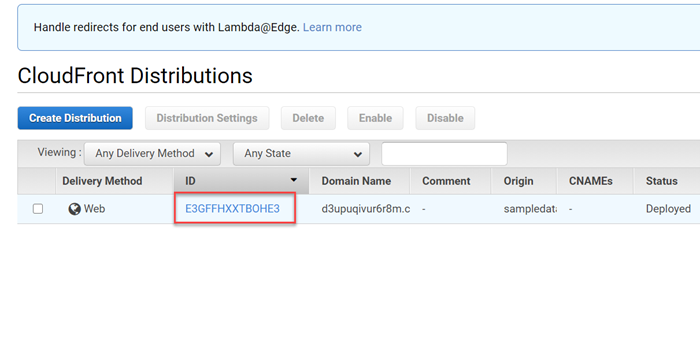 Handle redirects for end users with Lambda@Edge. Learn more
CloudFront Distributions
Create Distribution Distribution Settings Delete Enable Disable
Viewing : Any Delivery Method Any State
Delivery Method ID Domain Name Comment Origin CNAMEs Status
Web E3GFFHXXTBOHE3 d3upuqivur6r8m.c - sampledata - Deployed